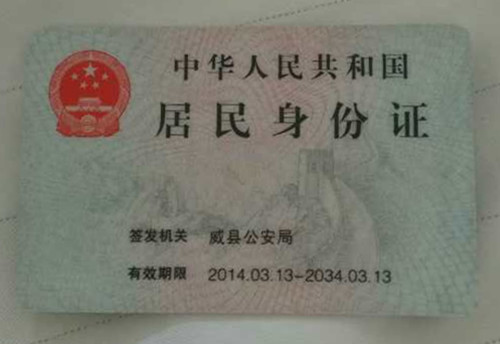 中华人民共和国
居民身份证
签发机关 威县公安局
有效期限 2014.03.13-2034.03.13